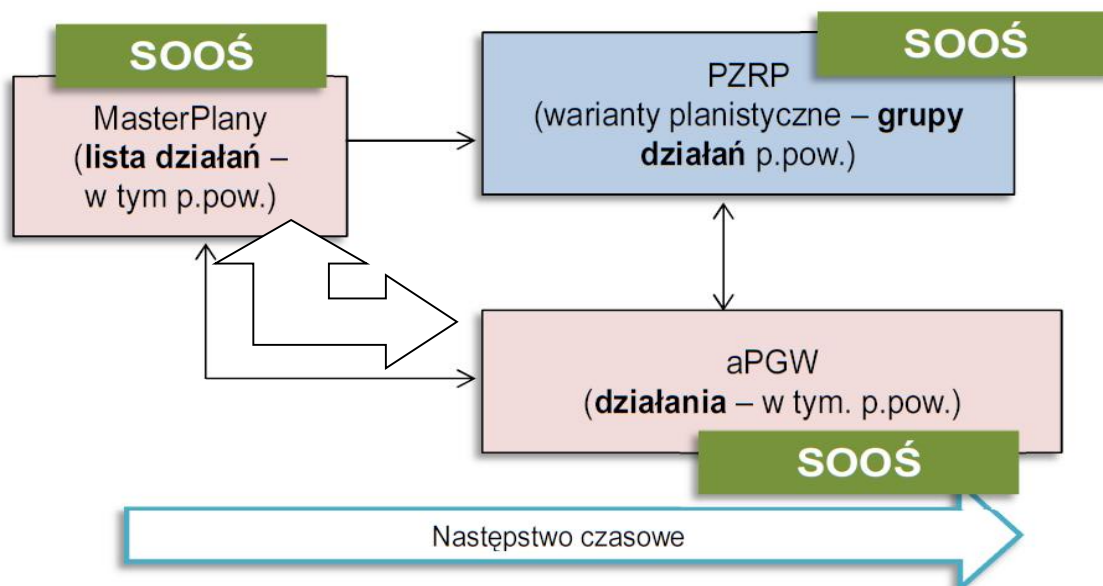 SOOŚ
MasterPlany
(lista działań –
w tym p.pow.)
SOOŚ
PZRP
(warianty planistyczne – grupy
działań p.pow.)
aPGW
(działania – w tym. p.pow.)
SOOŚ
Następstwo czasowe